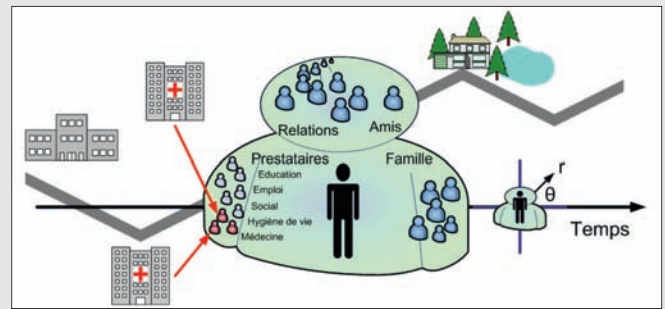 Relations
Amis
Prestataires
Famille
Education
Emploi
Social
Hygiène de vie
Médecine
r
θ
Temps